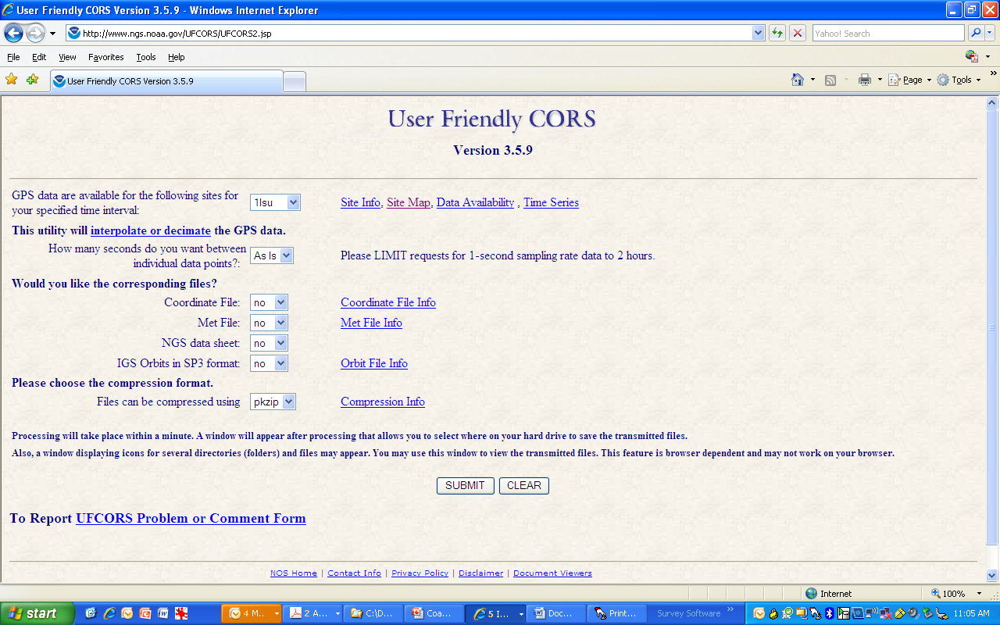 User Friendly CORS Version 3.5.9 - Windows Internet Explorer
http://www.ngs.noaa.gov/UFCORS/UFCORS2.jsp
Yahoo! Search
File Edit View Favorites Tools Help
User Friendly CORS Version 3.5.9
Page Tools
User Friendly CORS
Version 3.5.9
GPS data are available for the following sites for
your specified time interval:
1lsu
Site Info, Site Map, Data Availability , Time Series
This utility will interpolate or decimate the GPS data.
How many seconds do you want between
individual data points?:
As Is
Please LIMIT requests for 1-second sampling rate data to 2 hours.
Would you like the corresponding files?
Coordinate File: no Coordinate File Info
Met File: no Met File Info
NGS data sheet: no
IGS Orbits in SP3 format: no Orbit File Info
Please choose the compression format.
Files can be compressed using pkzip Compression Info
Processing will take place within a minute. A window will appear after processing that allows you to select where on your hard drive to save the transmitted files.
Also, a window displaying icons for several directories (folders) and files may appear. You may use this window to view the transmitted files. This feature is browser dependent and may not work on your browser.
SUBMIT CLEAR
To Report UFCORS Problem or Comment Form
NOS Home | Contact Info | Privacy Policy | Disclaimer | Document Viewers
Internet 100%
start 4 M... 2 A... C:\D... Coa... 5 I... Doc... Print... Survey Software 11:05 AM